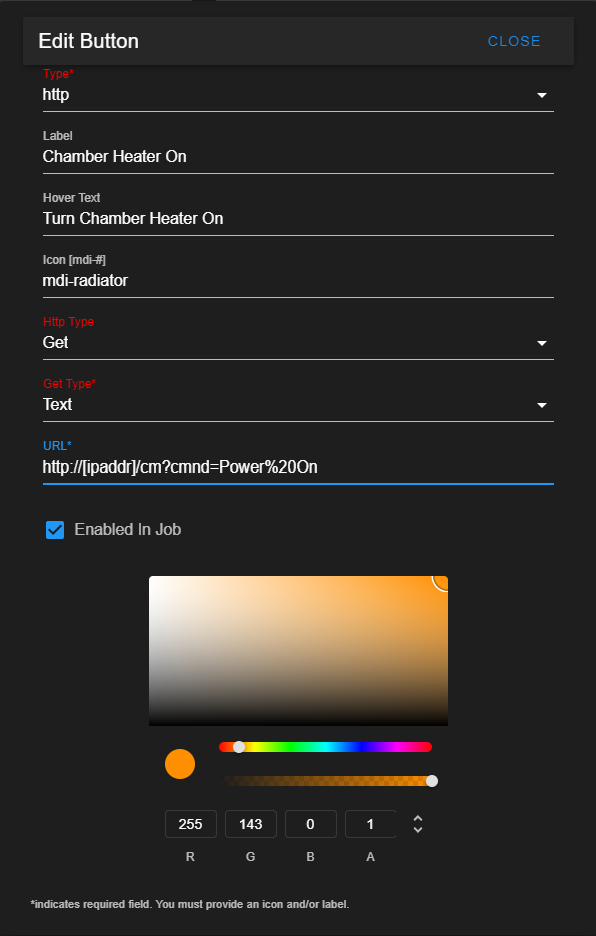 Edit Button
CLOSE
Type*
http
Label
Chamber Heater On
Hover Text
Turn Chamber Heater On
Icon [mdi-#]
mdi-radiator
Http Type
Get
Get Type*
Text
URL*
http://[ipaddr]/cm?cmnd=Power%20On
Enabled In Job
255 143 0 1
R G B A
*indicates required field. You must provide an icon and/or label.